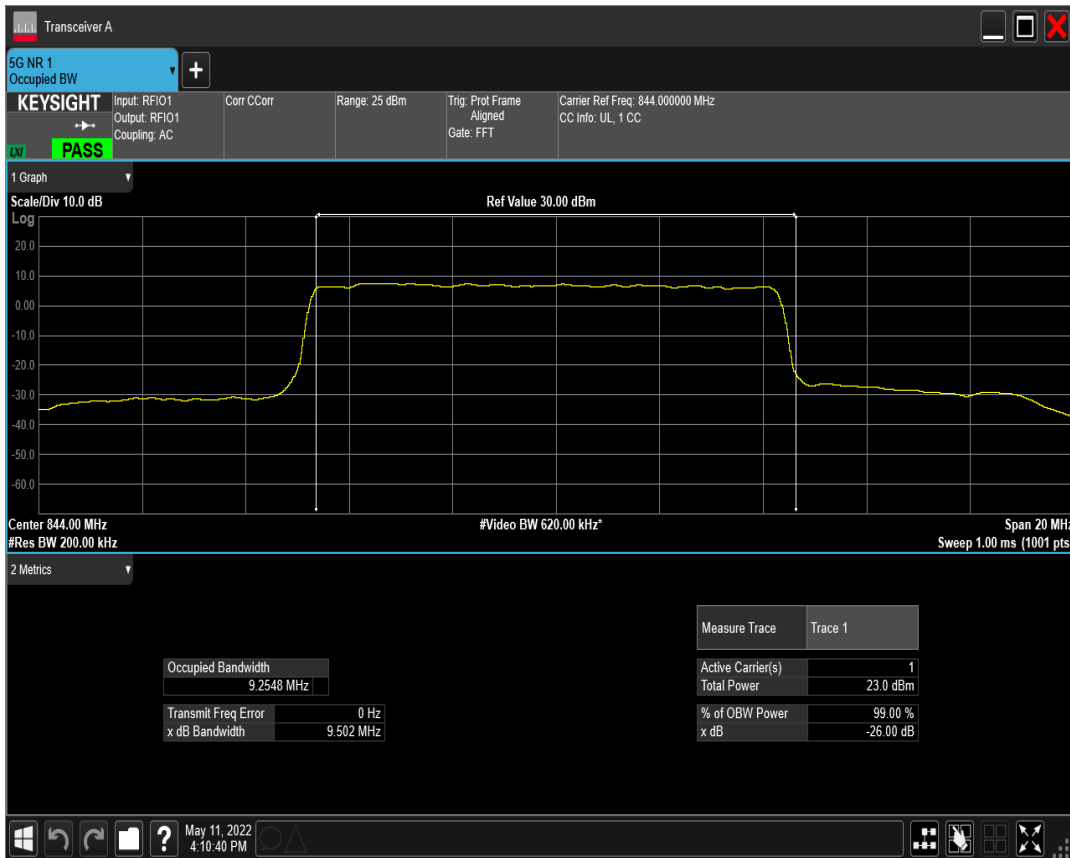 Transceiver A
5G NR 1
Occupied BW
KEYSIGHT
LXI
PASS
Input: RFIO1
Output: RFIO1
Coupling: AC
Corr CCorr
Range: 25 dBm
Trig: Prot Frame
Aligned
Gate: FFT
Carrier Ref Freq: 844.000000 MHz
CC Info: UL, 1 CC
1 Graph
Scale/Div 10.0 dB
Ref Value 30.00 dBm
Log
20.0
10.0
0.00
-10.0
-20.0
-30.0
-40.0
-50.0
-60.0
Center 844.00 MHz
#Video BW 620.00 kHz*
Span 20 MHz
#Res BW 200.00 kHz
Sweep 1.00 ms (1001 pts
2 Metrics
Measure Trace Trace 1
Occupied Bandwidth
9.2548 MHz
Active Carrier(s) 1
Total Power 23.0 dBm
Transmit Freq Error 0 Hz
x dB Bandwidth 9.502 MHz
% of OBW Power 99.00 %
x dB -26.00 dB
?
May 11, 2022
4:10:40 PM